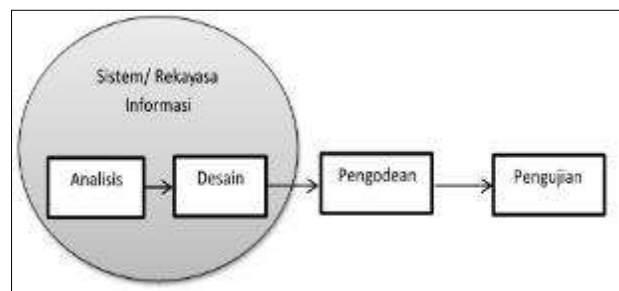 Sistem/ Rekayasa
Informasi
Analisis
Desain
Pengodean
Pengujian